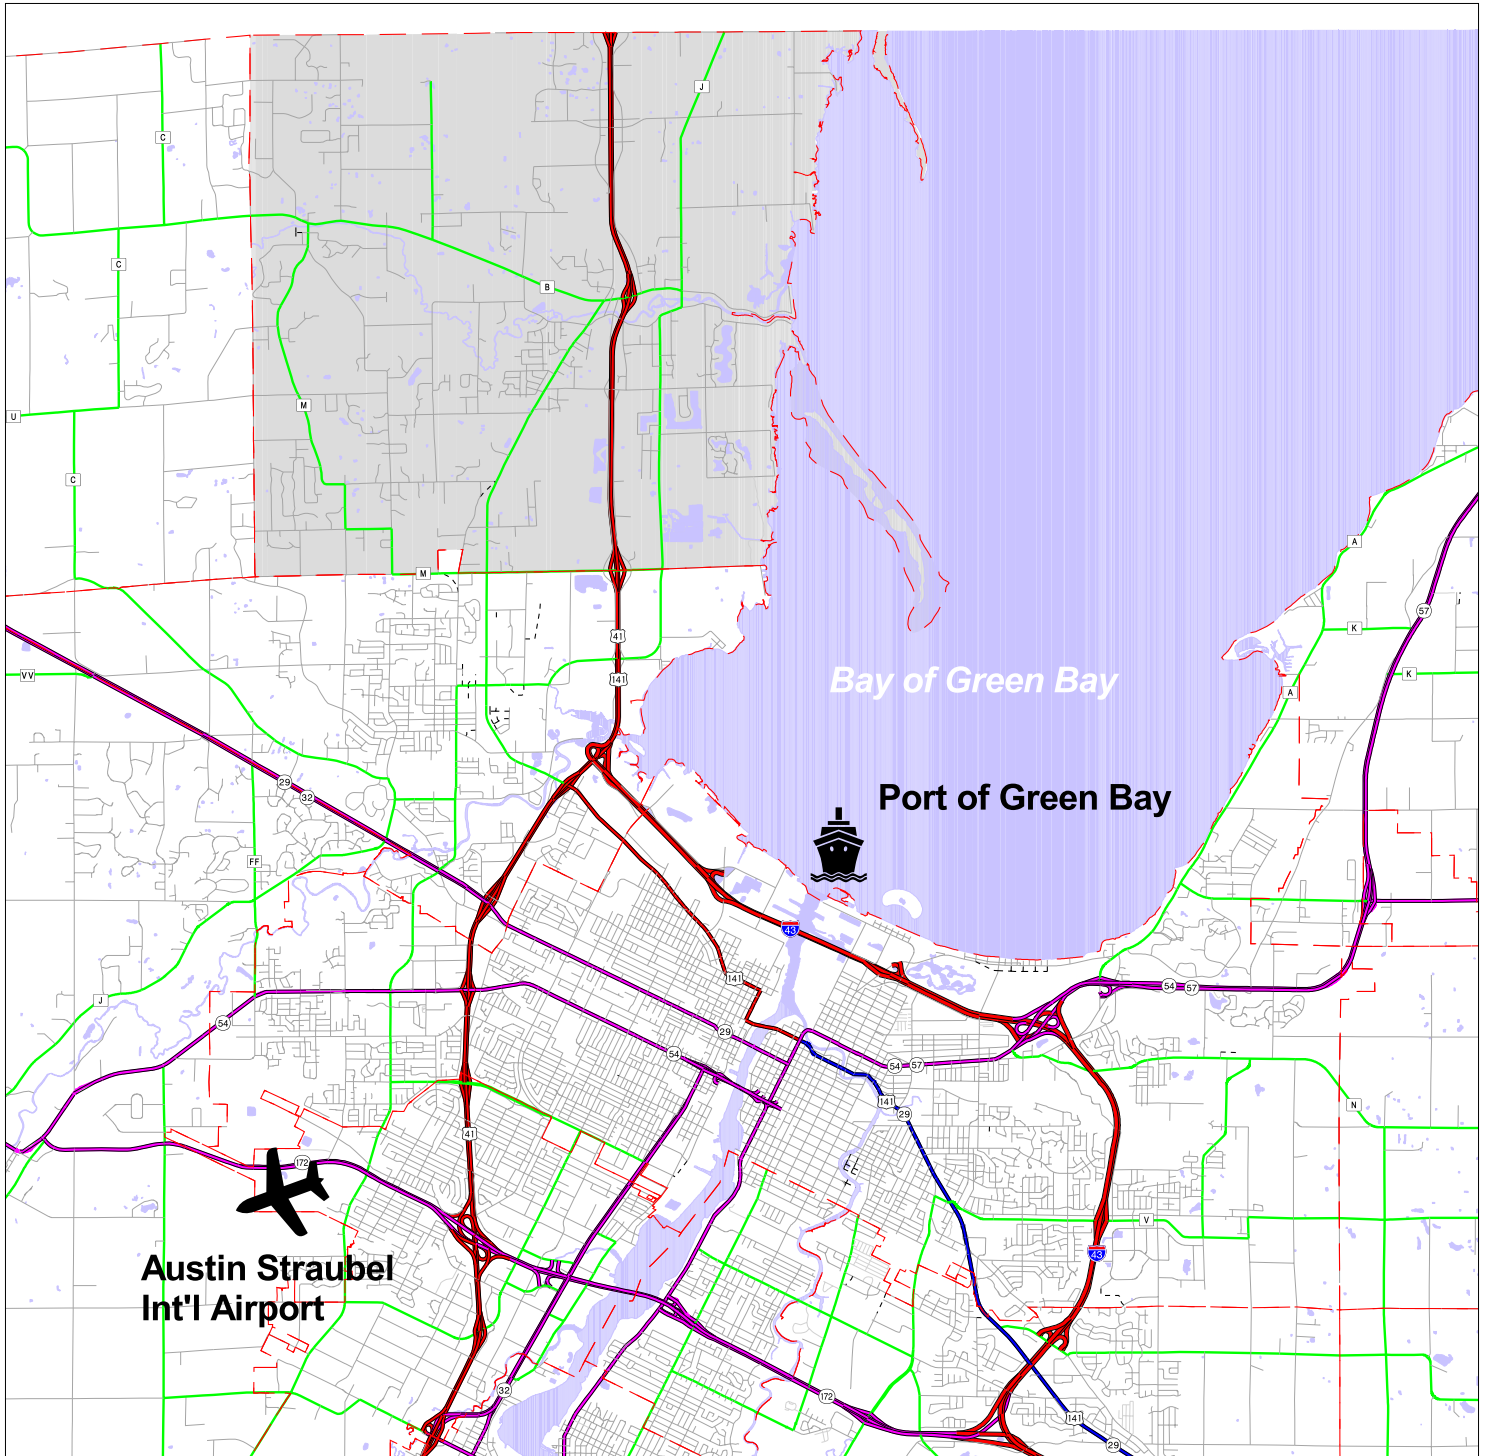 J
C
C
B
M
U
C
A
M
57
K
41
VV
K
141
Bay of Green Bay
A
29
32
Port of Green Bay
FF
43
141
54
57
J
54
29
54
54
57
141
29
N
41
172
V
43
Austin Straubel
Int'l Airport
32
172
141
29